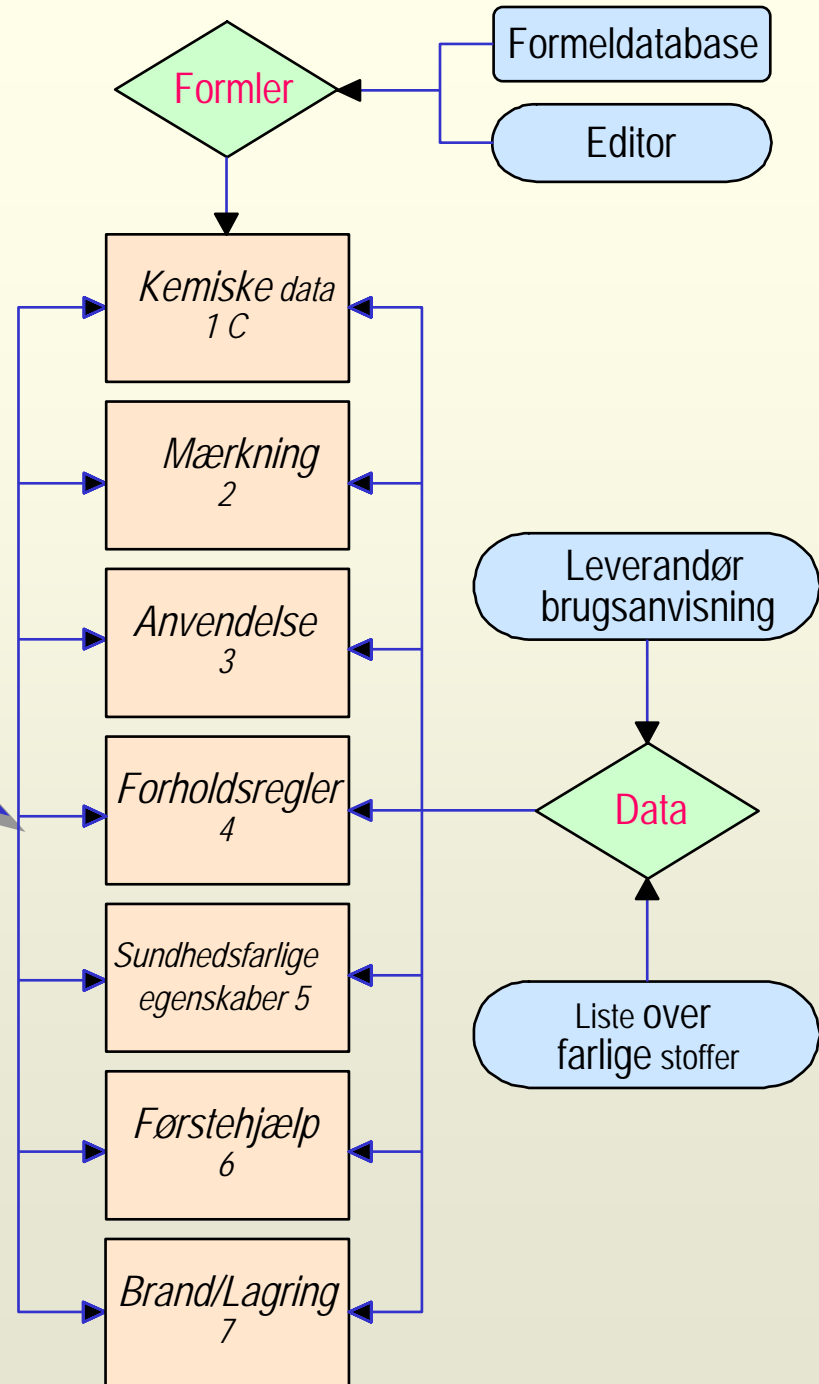 Formeldatabase
Formler
Editor
Kemiske data
1 C
Mærkning
2
Anvendelse
3
Forholdsregler
4
Sundhedsfarlige
egenskaber 5
Førstehjælp
6
Brand/Lagring
7
Leverandør
brugsanvisning
Data
Liste over
farlige stoffer